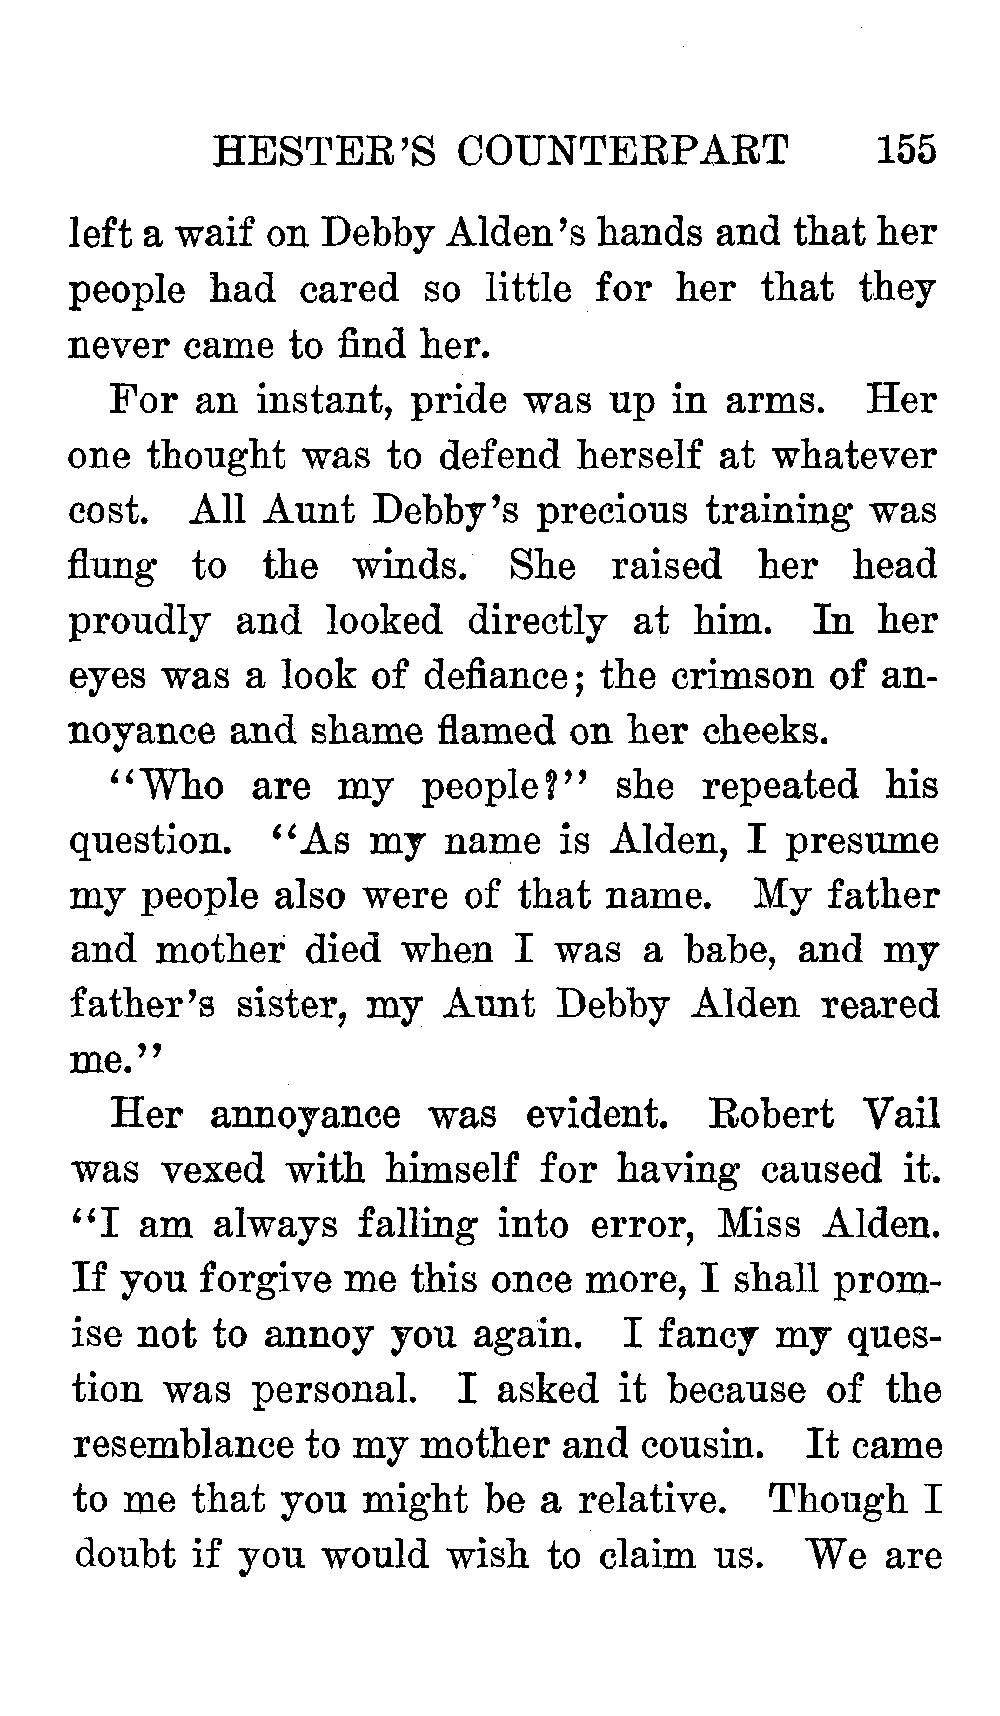 HESTER'S COUNTERPART 155
left a waif on Debby Alden's hands and that her
people had cared so little for her that they
never came to find her.
For an instant, pride was up in arms. Her
one thought was to defend herself at whatever
cost. All Aunt Debby's precious training was
flung to the winds. She raised her head
proudly and looked directly at him. In her
eyes was a look of defiance; the crimson of an-
noyance and shame flamed on her cheeks.
"Who are my people?" she repeated his
question. "As my name is Alden, I presume
my people also were of that name. My father
and mother died when I was a babe, and my
father's sister, my Aunt Debby Alden reared
me."
Her annoyance was evident. Robert Vail
was vexed with himself for having caused it.
"I am always falling into error, Miss Alden.
If you forgive me this once more, I shall prom-
ise not to annoy you again. I fancy my ques-
tion was personal. I asked it because of the
resemblance to my mother and cousin. It came
to me that you might be a relative. Though I
doubt if you would wish to claim us. We are